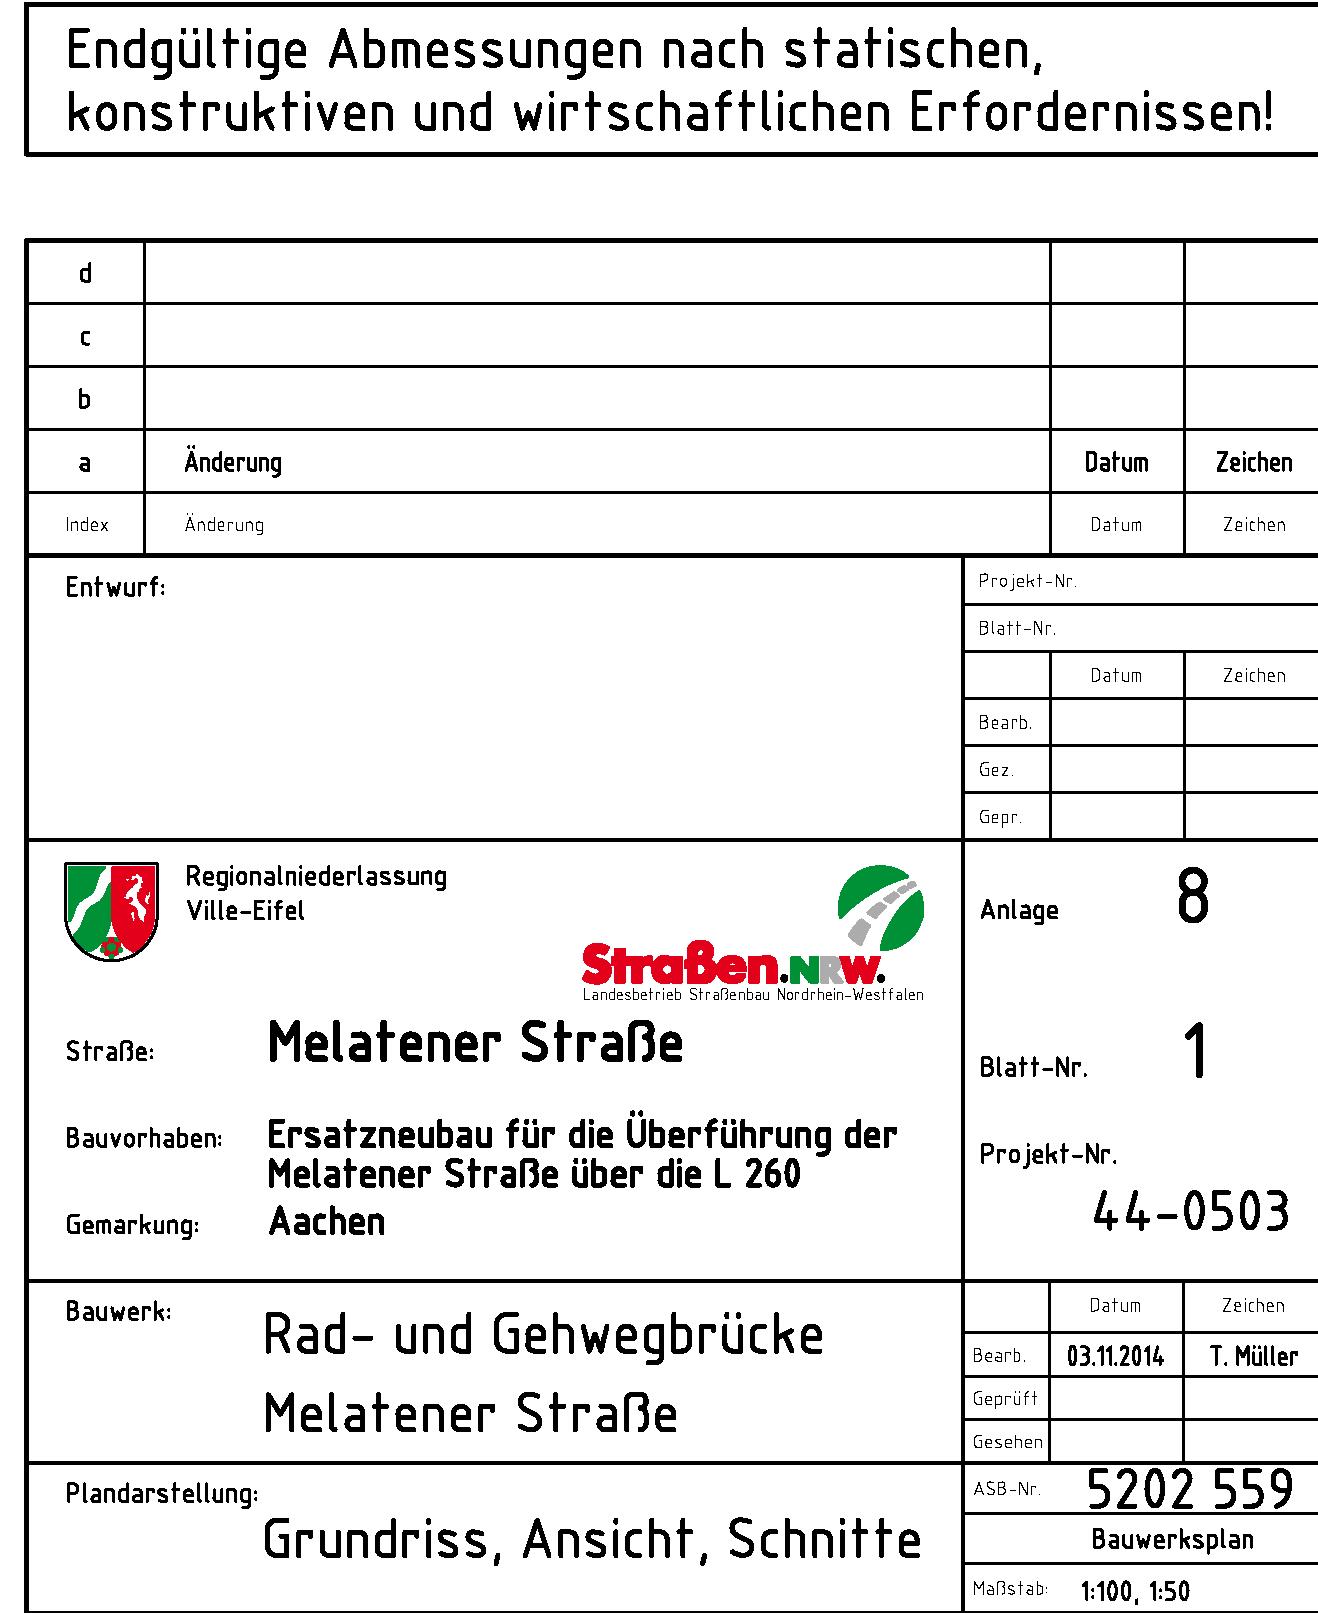 Endgültige Abmessungen nach statischen,
konstruktiven und wirtschaftlichen Erfordernissen!
d
c
b
a Änderung Datum Zeichen
Index Änderung Datum Zeichen
Entwurf:
Projekt-Nr.
Blatt-Nr.
Datum Zeichen
Bearb.
Gez.
Gepr.
Regionalniederlassung
Ville-Eifel
Straßen.NRW.
Landesbetrieb Straßenbau Nordrhein-Westfalen
Anlage 8
Straße: Melatener Straße
Blatt-Nr. 1
Bauvorhaben: Ersatzneubau für die Überführung der
Melatener Straße über die L 260
Projekt-Nr.
44-0503
Gemarkung: Aachen
Bauwerk: Rad- und Gehwegbrücke
Melatener Straße
Datum Zeichen
Bearb. 03.11.2014 T. Müller
Geprüft
Gesehen
Plandarstellung:
Grundriss, Ansicht, Schnitte
ASB-Nr. 5202 559
Bauwerksplan
Maßstab: 1:100, 1:50